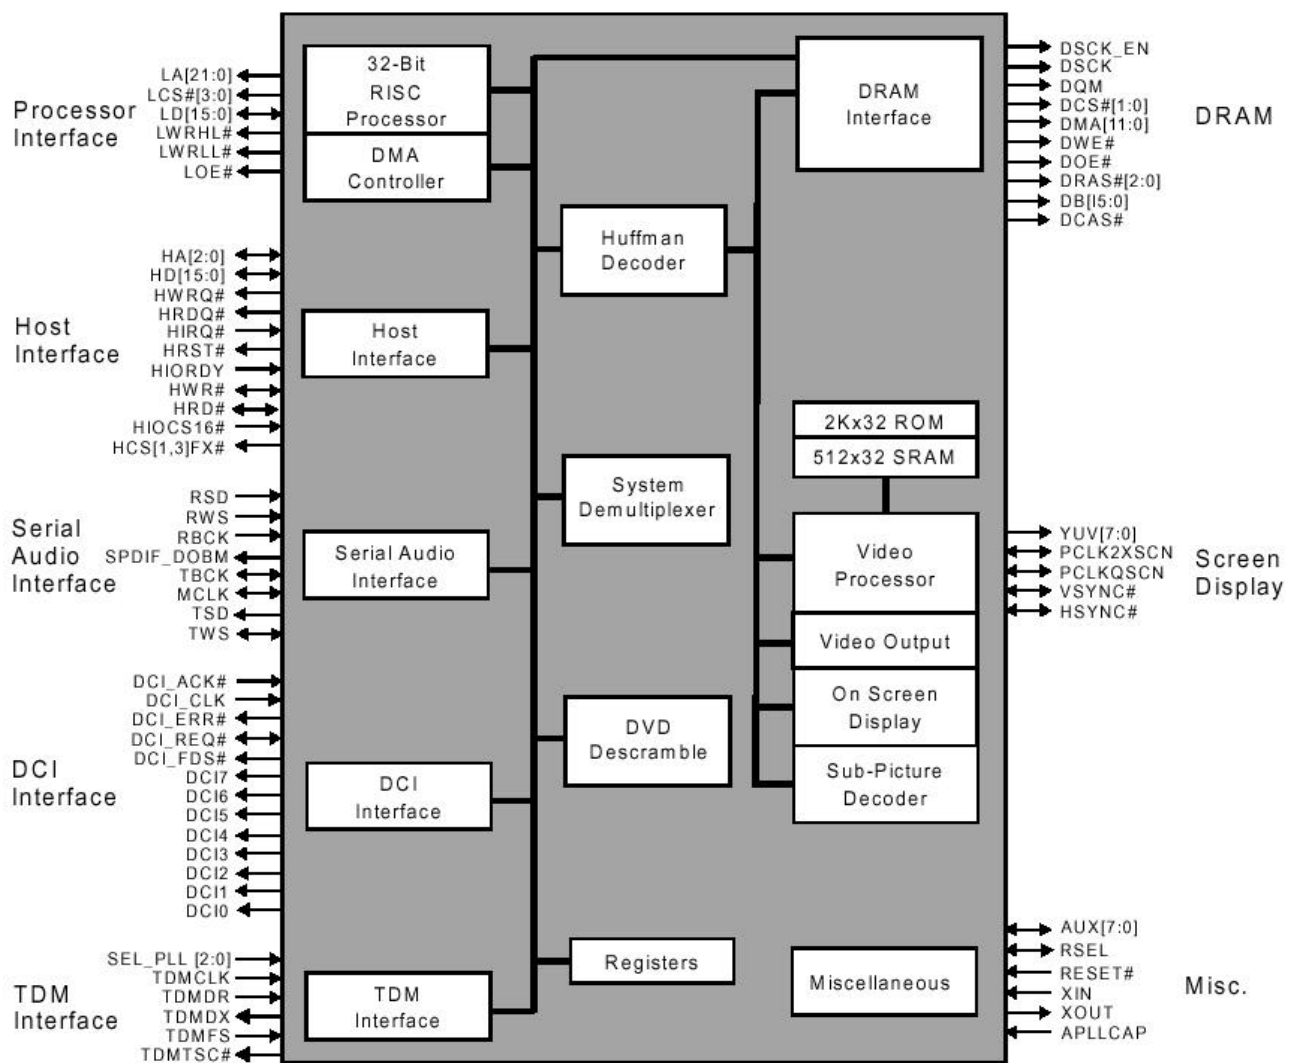 Processor
Interface
LA[21:0]
LCS#[3:0]
LD[15:0]
LWRHL#
LWRLL#
LOE#
Host
Interface
HA[2:0]
HD[15:0]
HWRQ#
HRDQ#
HIRQ#
HRST#
HIORDY
HWR#
HRD#
HIOCS16#
HCS[1,3]FX#
Serial
Audio
Interface
RSD
RWS
RBCK
SPDIF_DOBM
TBCK
MCLK
TSD
TWS
DCI
Interface
DCI_ACK#
DCI_CLK
DCI_ERR#
DCI_REQ#
DCI_FDS#
DCI7
DCI6
DCI5
DCI4
DCI3
DCI2
DCI1
DCI0
TDM
Interface
SEL_PLL [2:0]
TDMCLK
TDMDR
TDMDX
TDMFS
TDMTSC#
32-Bit
RISC
Processor
DMA
Controller
Host
Interface
Serial Audio
Interface
DCI
Interface
TDM
Interface
Huffman
Decoder
System
Demultiplexer
DVD
Descramble
Registers
DRAM
Interface
2Kx32 ROM
512x32 SRAM
Video
Processor
Video Output
On Screen
Display
Sub-Picture
Decoder
Miscellaneous
DSCK_EN
DSCK
DQM
DCS#[1:0]
DMA[11:0]
DWE#
DOE#
DRAS#[2:0]
DB[I5:0]
DCAS#
DRAM
YUV[7:0]
PCLK2XSCN
PCLKQSCN
VSYNC#
HSYNC#
Screen
Display
AUX[7:0]
RSEL
RESET#
XIN
XOUT
APLLCAP
Misc.